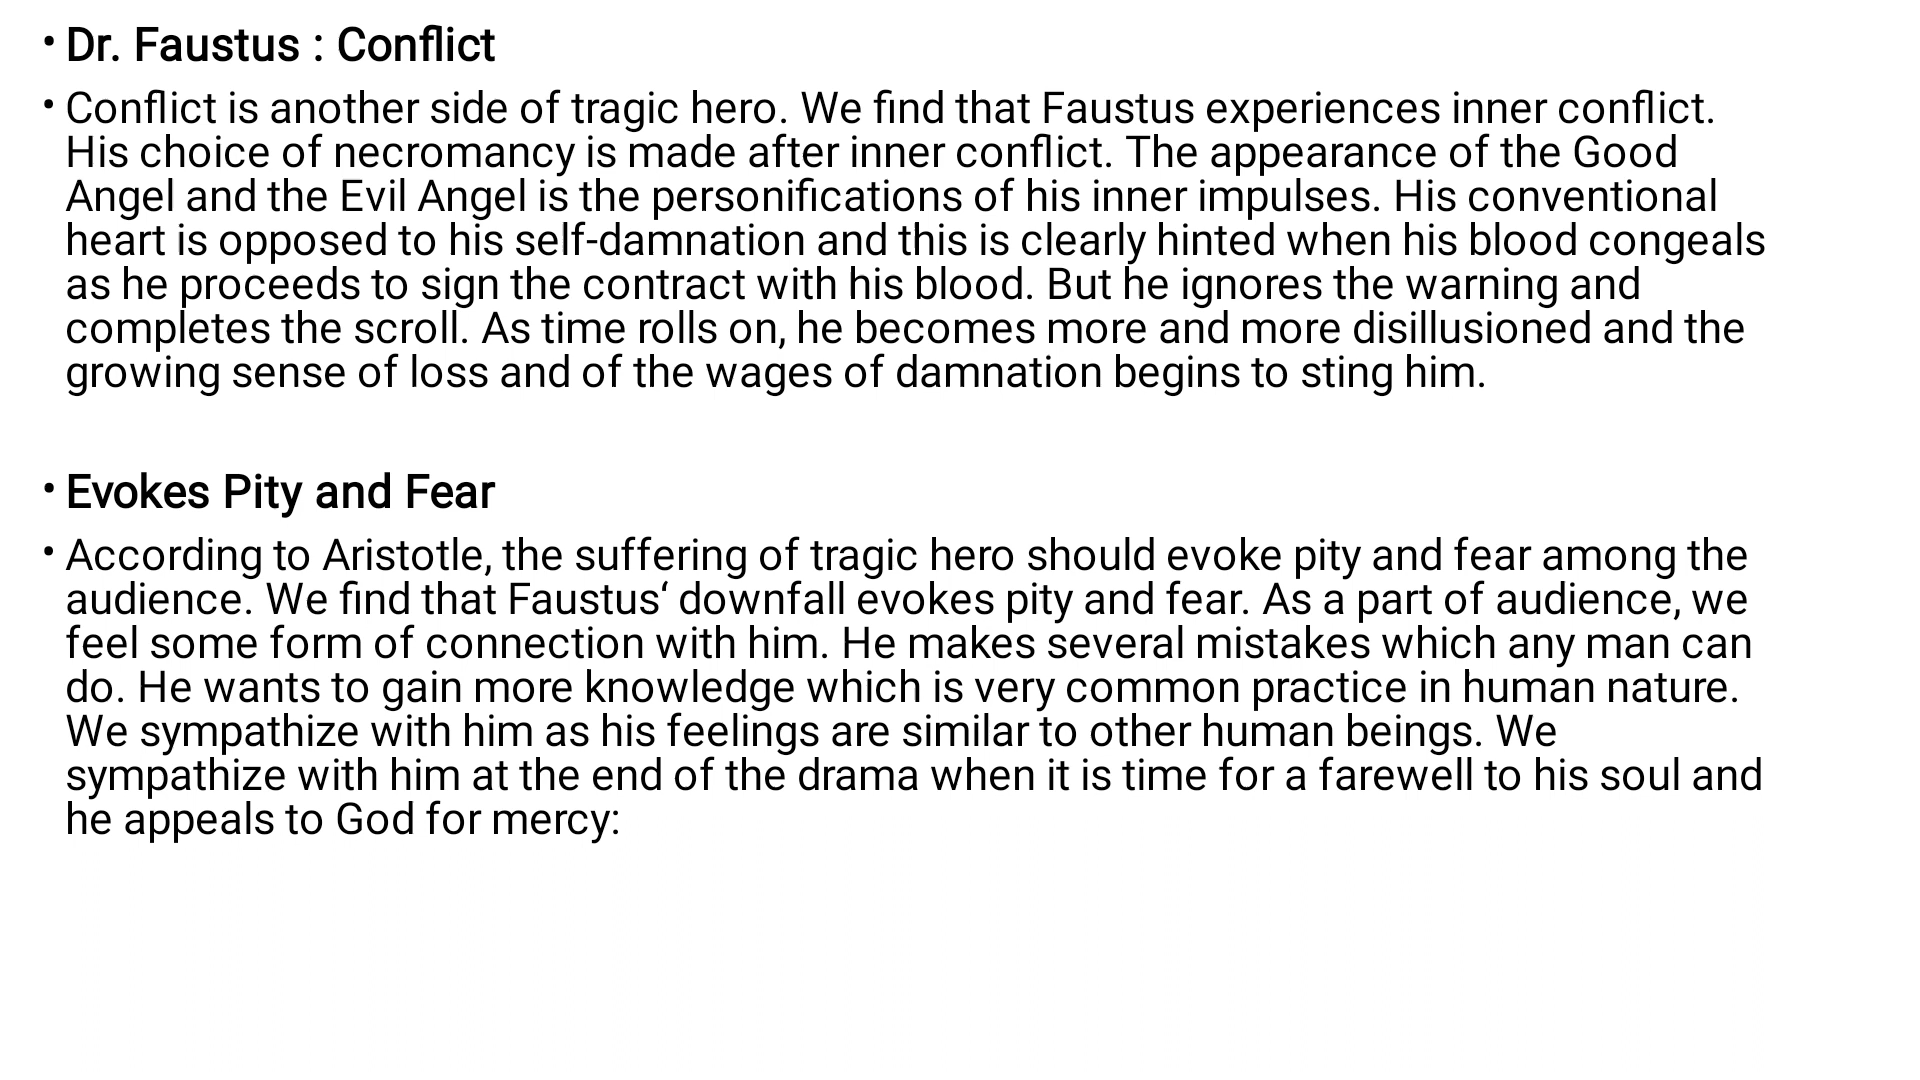 • Dr. Faustus : Conflict
• Conflict is another side of tragic hero. We find that Faustus experiences inner conflict.
His choice of necromancy is made after inner conflict. The appearance of the Good
Angel and the Evil Angel is the personifications of his inner impulses. His conventional
heart is opposed to his self-damnation and this is clearly hinted when his blood congeals
as he proceeds to sign the contract with his blood. But he ignores the warning and
completes the scroll. As time rolls on, he becomes more and more disillusioned and the
growing sense of loss and of the wages of damnation begins to sting him.
• Evokes Pity and Fear
• According to Aristotle, the suffering of tragic hero should evoke pity and fear among the
audience. We find that Faustus‘ downfall evokes pity and fear. As a part of audience, we
feel some form of connection with him. He makes several mistakes which any man can
do. He wants to gain more knowledge which is very common practice in human nature.
We sympathize with him as his feelings are similar to other human beings. We
sympathize with him at the end of the drama when it is time for a farewell to his soul and
he appeals to God for mercy: